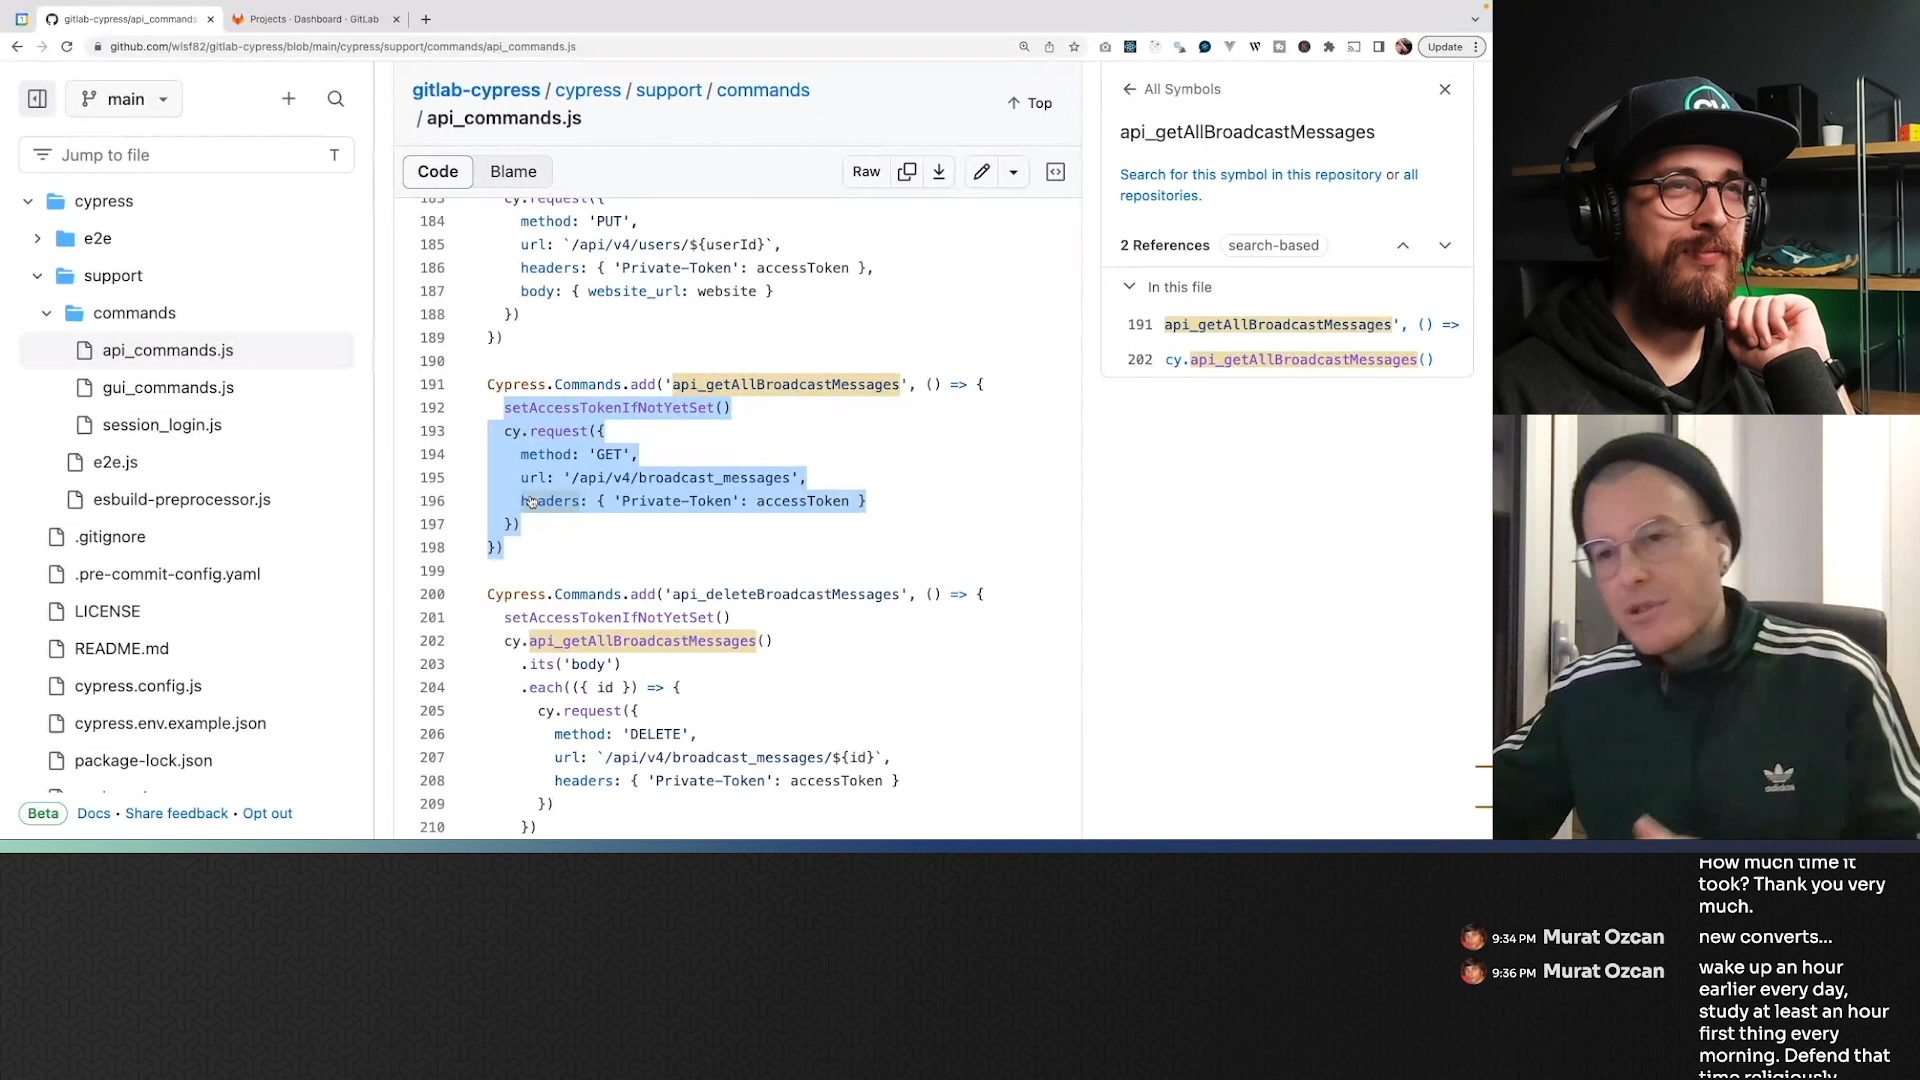 gitlab-cypress/api_commands
Projects · Dashboard · GitLab
github.com/wlsf82/gitlab-cypress/blob/main/cypress/support/commands/api_commands.js
Update
main
Jump to file
T
cypress
e2e
support
commands
api_commands.js
gui_commands.js
session_login.js
e2e.js
esbuild-preprocessor.js
.gitignore
.pre-commit-config.yaml
LICENSE
README.md
cypress.config.js
cypress.env.example.json
package-lock.json
Beta Docs • Share feedback • Opt out
gitlab-cypress / cypress / support / commands
/ api_commands.js
Top
Code Blame
Raw
183 cy.request({
184 method: 'PUT',
185 url: `/api/v4/users/${userId}`,
186 headers: { 'Private-Token': accessToken },
187 body: { website_url: website }
188 })
189 })
190
191 Cypress.Commands.add('api_getAllBroadcastMessages', () => {
192 setAccessTokenIfNotYetSet()
193 cy.request({
194 method: 'GET',
195 url: '/api/v4/broadcast_messages',
196 headers: { 'Private-Token': accessToken }
197 })
198 })
199
200 Cypress.Commands.add('api_deleteBroadcastMessages', () => {
201 setAccessTokenIfNotYetSet()
202 cy.api_getAllBroadcastMessages()
203 .its('body')
204 .each(({ id }) => {
205 cy.request({
206 method: 'DELETE',
207 url: `/api/v4/broadcast_messages/${id}`,
208 headers: { 'Private-Token': accessToken }
209 })
210 })
All Symbols
api_getAllBroadcastMessages
Search for this symbol in this repository or all
repositories.
2 References search-based
In this file
191 api_getAllBroadcastMessages', () =>
202 cy.api_getAllBroadcastMessages()
adidas
How much time it
took? Thank you very
much.
9:34 PM Murat Ozcan new converts...
9:36 PM Murat Ozcan wake up an hour
earlier every day,
study at least an hour
first thing every
morning. Defend that
time religiously